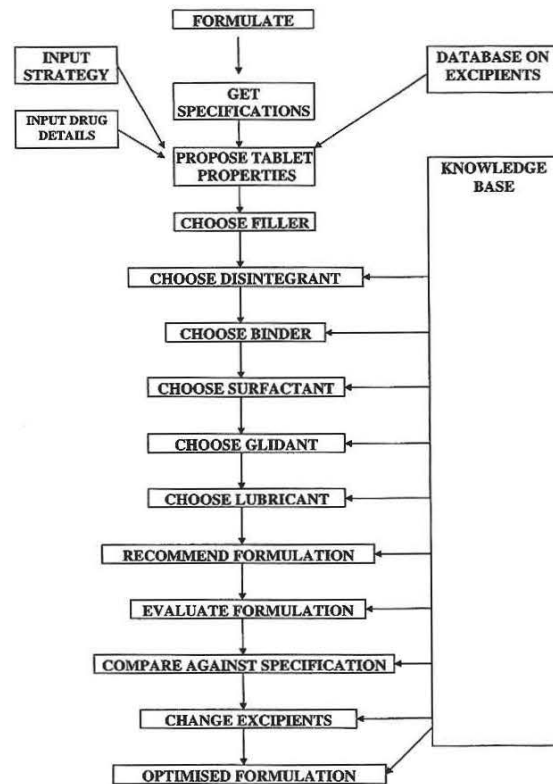 FORMULATE
INPUT
STRATEGY
DATABASE ON
EXCIPIENTS
GET
SPECIFICATIONS
INPUT DRUG
DETAILS
PROPOSE TABLET
PROPERTIES
KNOWLEDGE
BASE
CHOOSE FILLER
CHOOSE DISINTEGRANT
CHOOSE BINDER
CHOOSE SURFACTANT
CHOOSE GLIDANT
CHOOSE LUBRICANT
RECOMMEND FORMULATION
EVALUATE FORMULATION
COMPARE AGAINST SPECIFICATION
CHANGE EXCIPIENTS
OPTIMISED FORMULATION